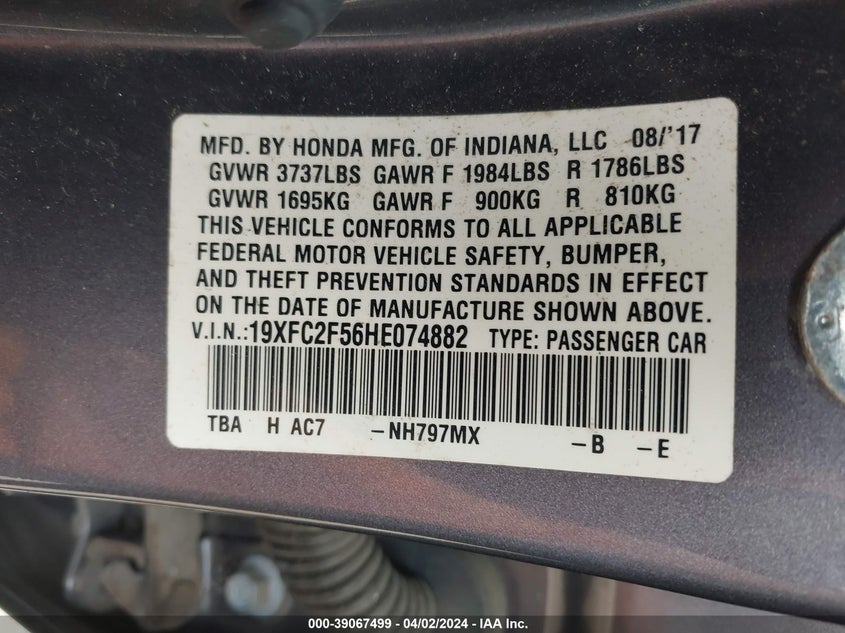 MFD. BY HONDA MFG. OF INDIANA, LLC 08/'17
GVWR 3737LBS GAWR F 1984LBS R 1786LBS
GVWR 1695KG GAWR F 900KG R 810KG
THIS VEHICLE CONFORMS TO ALL APPLICABLE
FEDERAL MOTOR VEHICLE SAFETY, BUMPER,
AND THEFT PREVENTION STANDARDS IN EFFECT
ON THE DATE OF MANUFACTURE SHOWN ABOVE.
V.I.N.:19XFC2F56HE074882 TYPE: PASSENGER CAR
TBA H AC7 -NH797MX -B -E
000-39067499 - 04/02/2024 - IAA Inc.